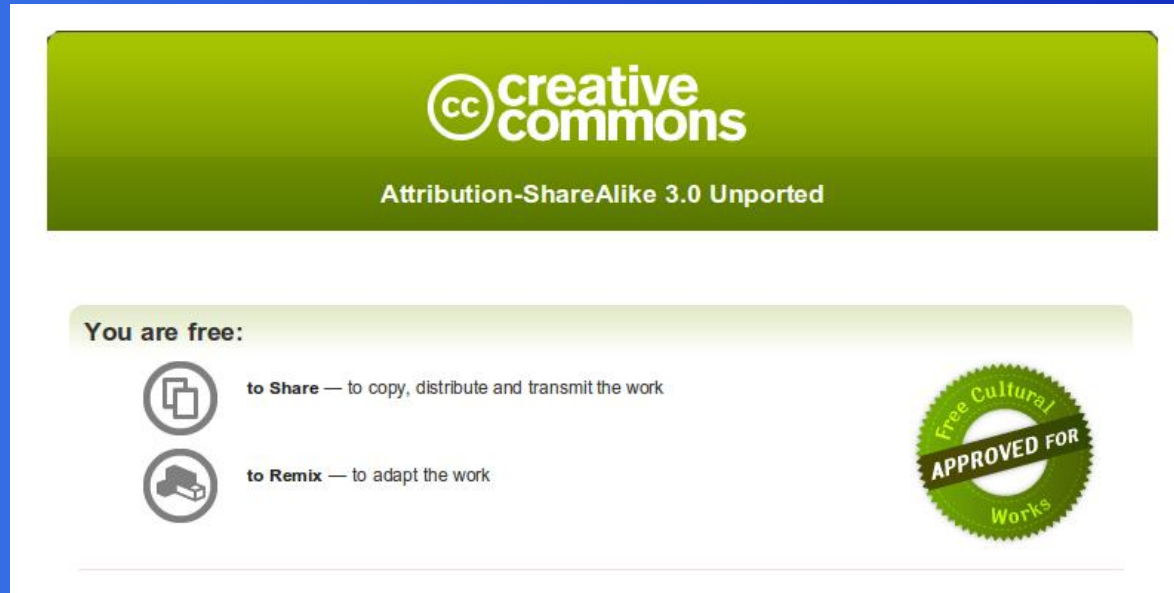 cc creative
commons
Attribution-ShareAlike 3.0 Unported
You are free:
to Share — to copy, distribute and transmit the work
to Remix — to adapt the work
Free Cultural
APPROVED FOR
Works